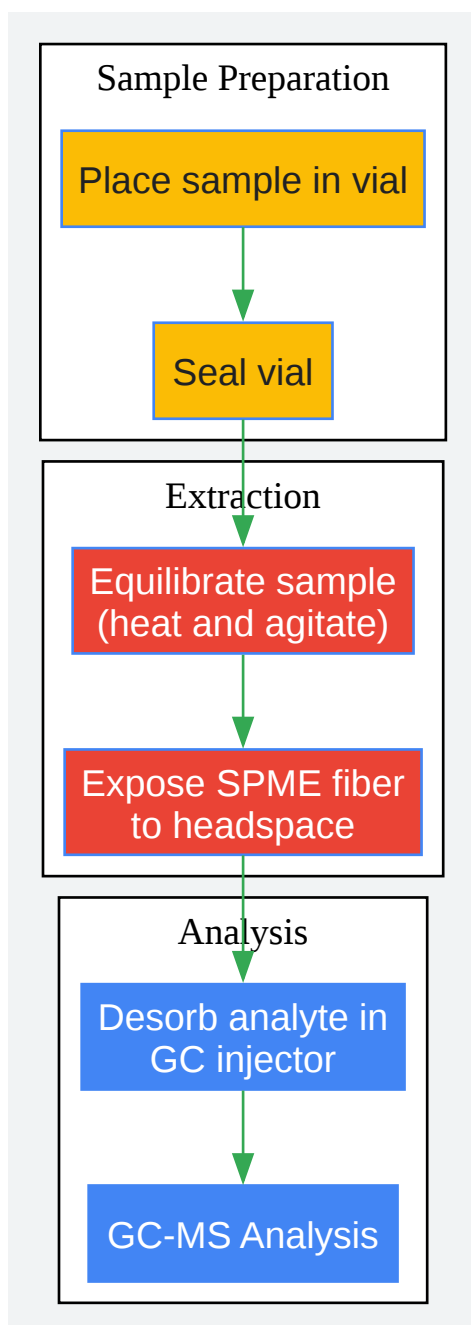 Sample Preparation
Place sample in vial
Seal vial
Extraction
Equilibrate sample
(heat and agitate)
Expose SPME fiber
to headspace
Analysis
Desorb analyte in
GC injector
GC-MS Analysis